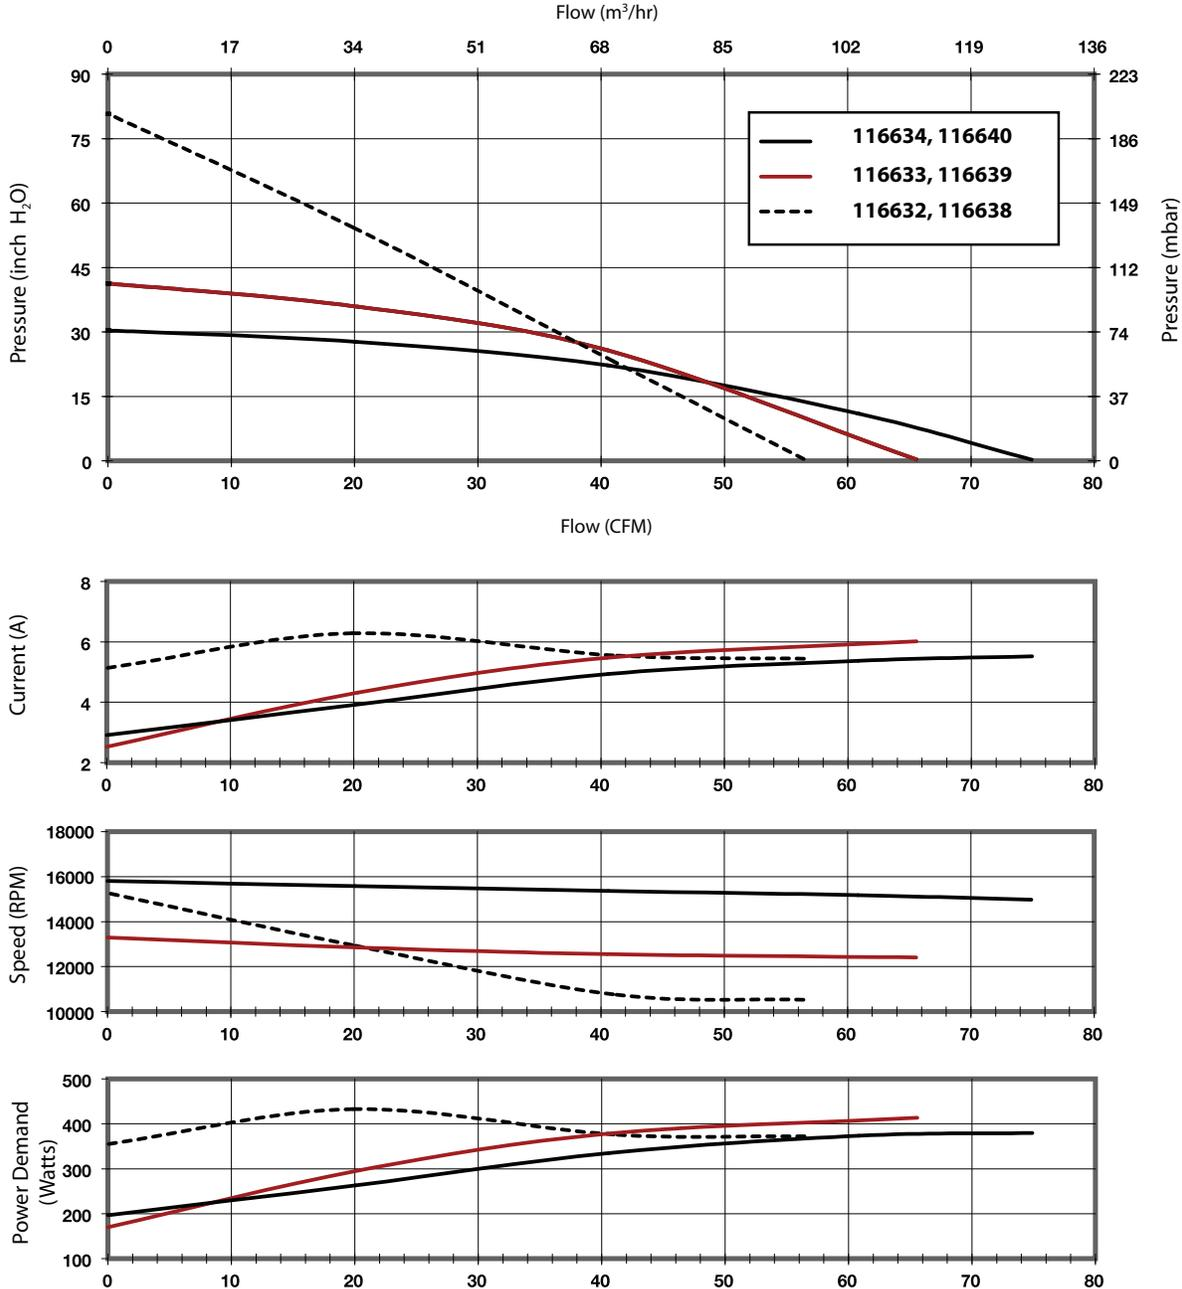 Flow (m³/hr)
0 17 34 51 68 85 102 119 136
Pressure (inch H₂O)
90 75 60 45 30 15 0
116634, 116640
116633, 116639
116632, 116638
223 186 149 112 74 37 0
Pressure (mbar)
0 10 20 30 40 50 60 70 80
Flow (CFM)
Current (A)
8 6 4 2
0 10 20 30 40 50 60 70 80
Speed (RPM)
18000 16000 14000 12000 10000
0 10 20 30 40 50 60 70 80
Power Demand
(Watts)
500 400 300 200 100
0 10 20 30 40 50 60 70 80